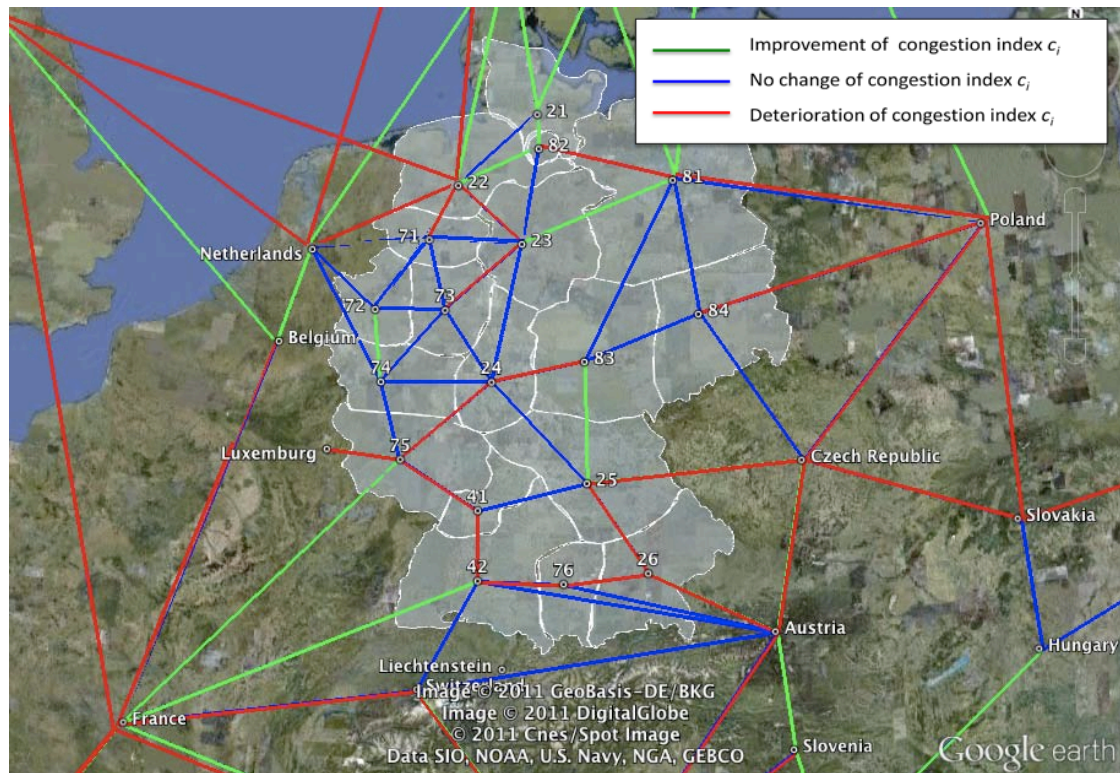 N
Improvement of congestion index cᵢ
No change of congestion index cᵢ
Deterioration of congestion index cᵢ
21
82
22
81
Poland
71
23
Netherlands
72
73
84
Belgium
83
74
24
Luxemburg
75
Czech Republic
25
41
Slovakia
42
76
26
Austria
Hungary
Liechtenstein
Switzerland
Image © 2011 GeoBasis-DE/BKG
France
Image © 2011 DigitalGlobe
© 2011 Cnes/Spot Image
Slovenia
Data SIO, NOAA, U.S. Navy, NGA, GEBCO
Google earth